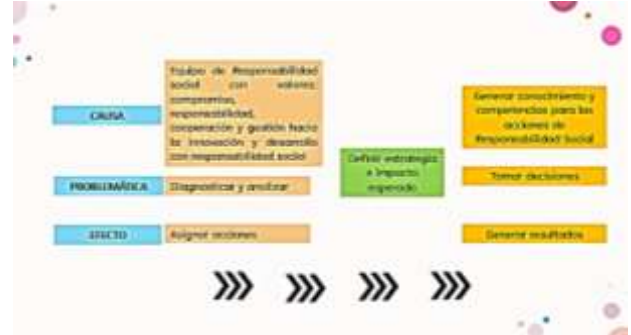 CAUSA
Equipo de Responsabilidad
social con valores,
compromiso,
responsabilidad,
cooperación y gestión hacia
la innovación y desarrollo
con responsabilidad social
PROBLEMÁTICA
Diagnosticar y analizar
EFECTO
Asignar acciones
Definir estrategia
e impacto
esperado
Generar conocimiento y
competencias para las
acciones de
Responsabilidad Social
Tomar decisiones
Generar resultados